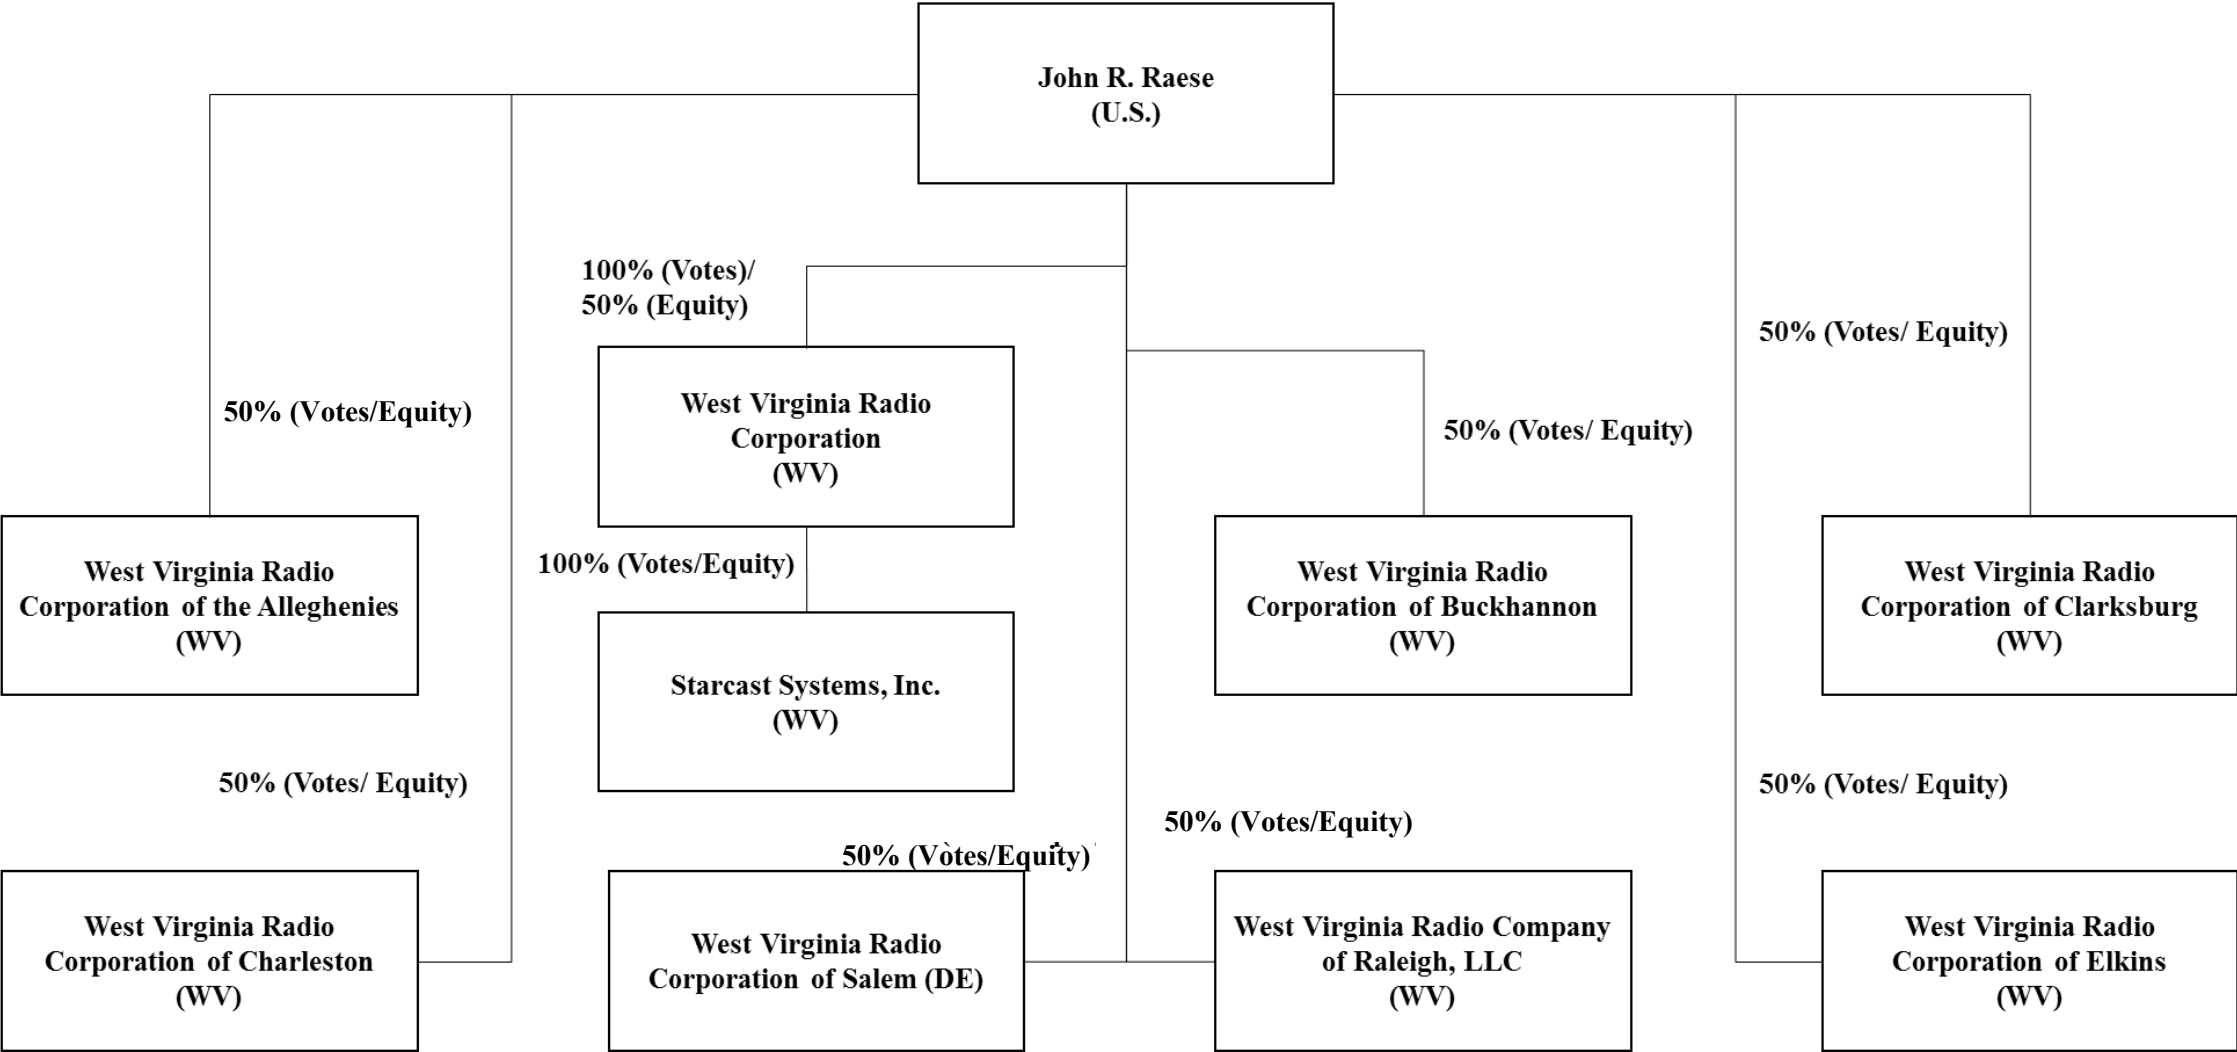 John R. Raese
(U.S.)
100% (Votes)/
50% (Equity)
50% (Votes/ Equity)
50% (Votes/Equity)
West Virginia Radio
Corporation
(WV)
50% (Votes/ Equity)
100% (Votes/Equity)
West Virginia Radio
Corporation of the Alleghenies
(WV)
Starcast Systems, Inc.
(WV)
West Virginia Radio
Corporation of Buckhannon
(WV)
West Virginia Radio
Corporation of Clarksburg
(WV)
50% (Votes/ Equity)
50% (Votes/Equity)
50% (Votes/Equity)
50% (Votes/ Equity)
West Virginia Radio
Corporation of Charleston
(WV)
West Virginia Radio
Corporation of Salem (DE)
West Virginia Radio Company
of Raleigh, LLC
(WV)
West Virginia Radio
Corporation of Elkins
(WV)